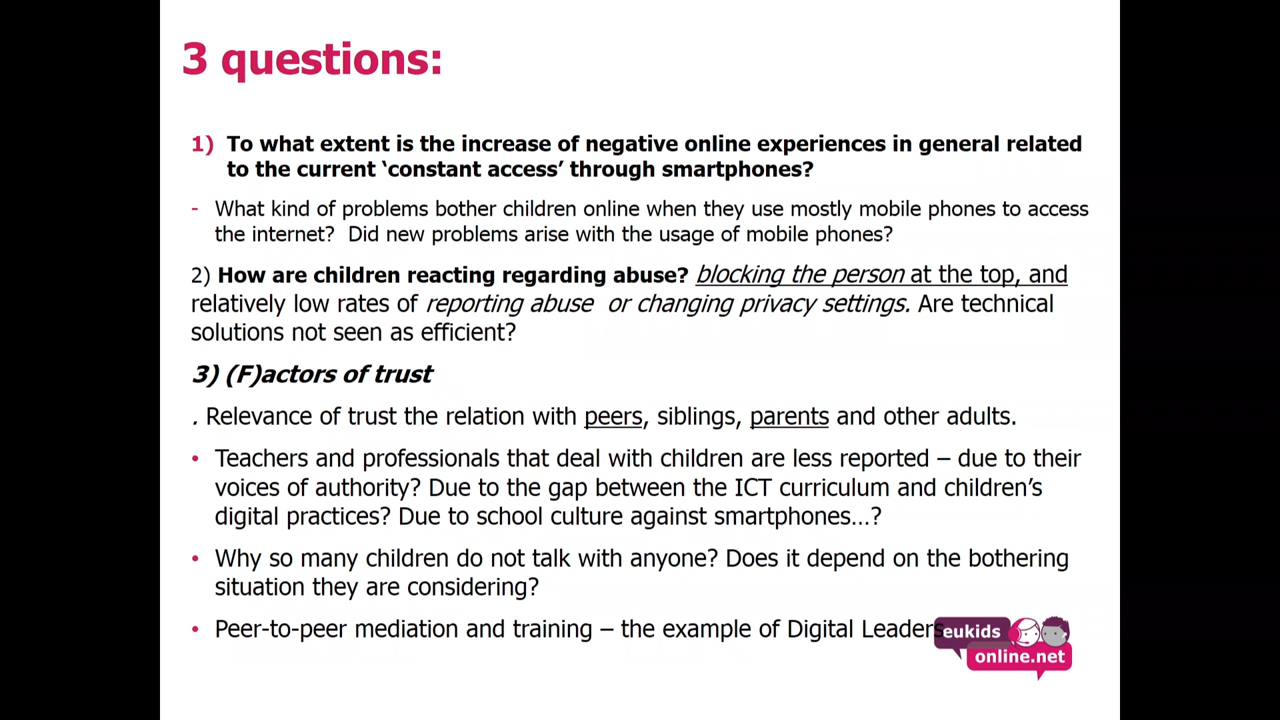 3 questions:
1) To what extent is the increase of negative online experiences in general related
to the current ‘constant access’ through smartphones?
- What kind of problems bother children online when they use mostly mobile phones to access
the internet? Did new problems arise with the usage of mobile phones?
2) How are children reacting regarding abuse? blocking the person at the top, and
relatively low rates of reporting abuse or changing privacy settings. Are technical
solutions not seen as efficient?
3) (F)actors of trust
. Relevance of trust the relation with peers, siblings, parents and other adults.
• Teachers and professionals that deal with children are less reported – due to their
voices of authority? Due to the gap between the ICT curriculum and children’s
digital practices? Due to school culture against smartphones…?
• Why so many children do not talk with anyone? Does it depend on the bothering
situation they are considering?
• Peer-to-peer mediation and training – the example of Digital Leaders
eukids
online.net